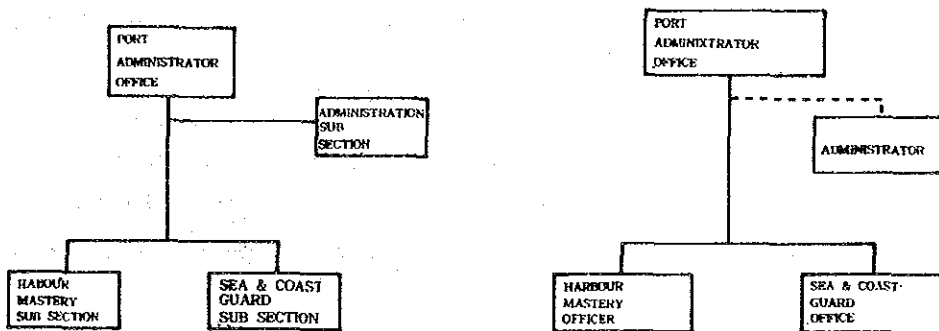 PORT
ADMINISTRATOR
OFFICE
ADMINISTRATION
SUB
SECTION
HABOUR
MASTERY
SUB SECTION
SEA & COAST
GUARD
SUB SECTION
PORT
ADMINIXTRATOR
OFFICE
ADMINISTRATOR
HARBOUR
MASTERY
OFFICER
SEA & COAST
GUARD
OFFICE